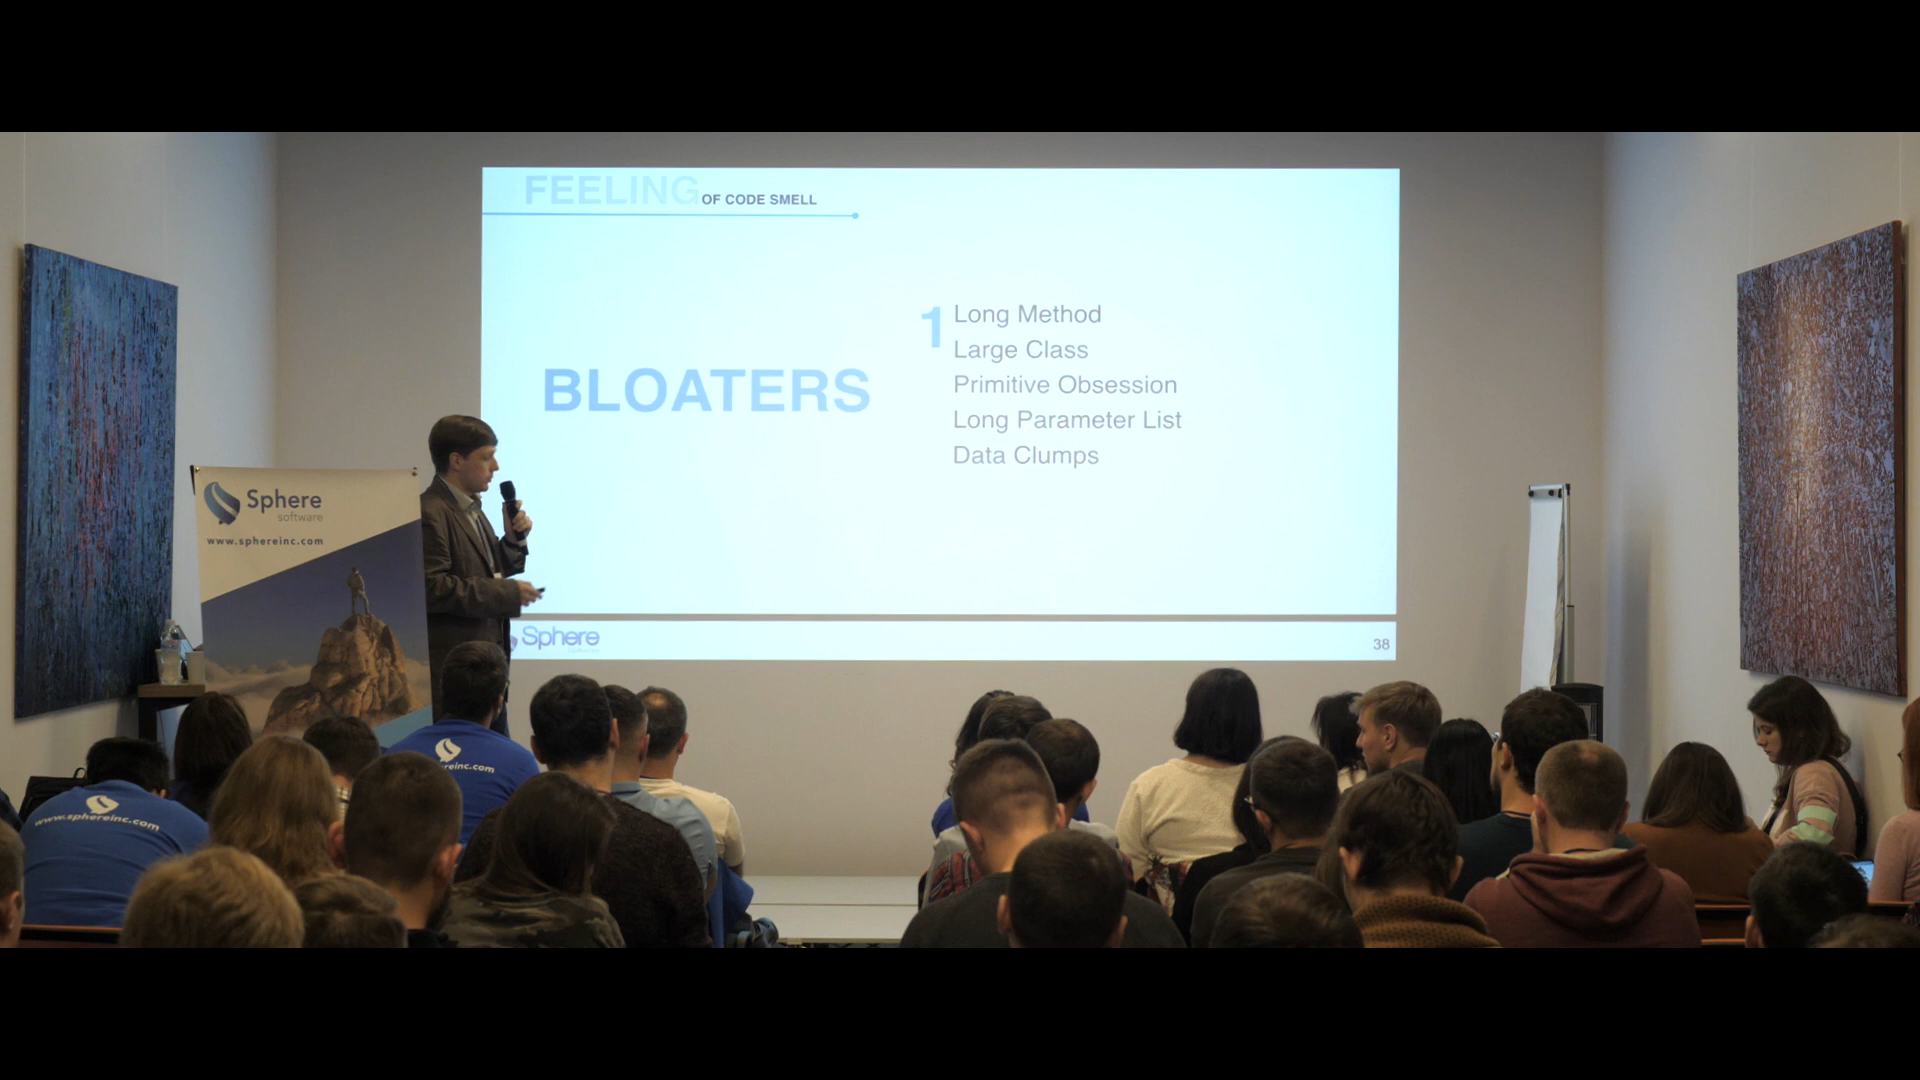 FEELING OF CODE SMELL
BLOATERS
1
Long Method
Large Class
Primitive Obsession
Long Parameter List
Data Clumps
Sphere
38
Sphere
software
www.sphereinc.com
reinc.com
www.sphereinc.com